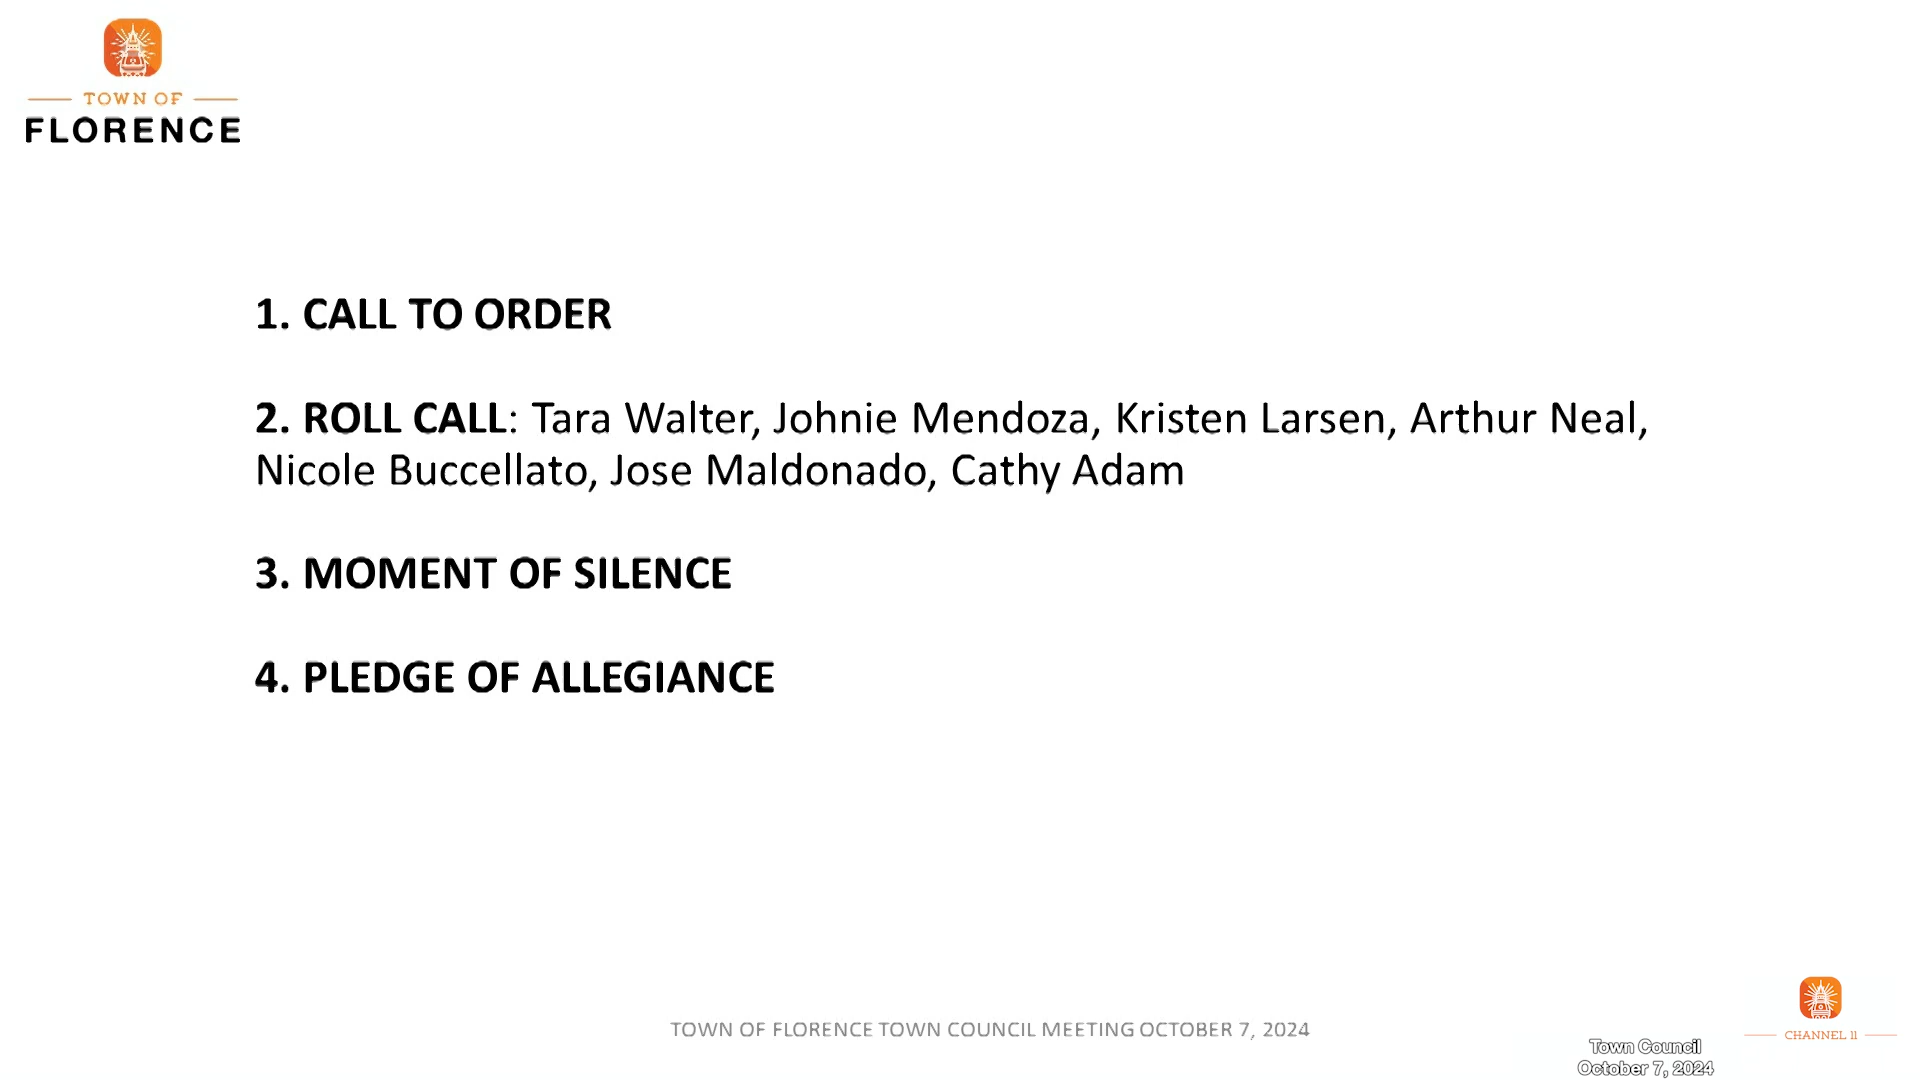 TOWN OF
FLORENCE
1. CALL TO ORDER
2. ROLL CALL: Tara Walter, Johnie Mendoza, Kristen Larsen, Arthur Neal,
Nicole Buccellato, Jose Maldonado, Cathy Adam
3. MOMENT OF SILENCE
4. PLEDGE OF ALLEGIANCE
TOWN OF FLORENCE TOWN COUNCIL MEETING OCTOBER 7, 2024
CHANNEL 11
Town Council
October 7, 2024